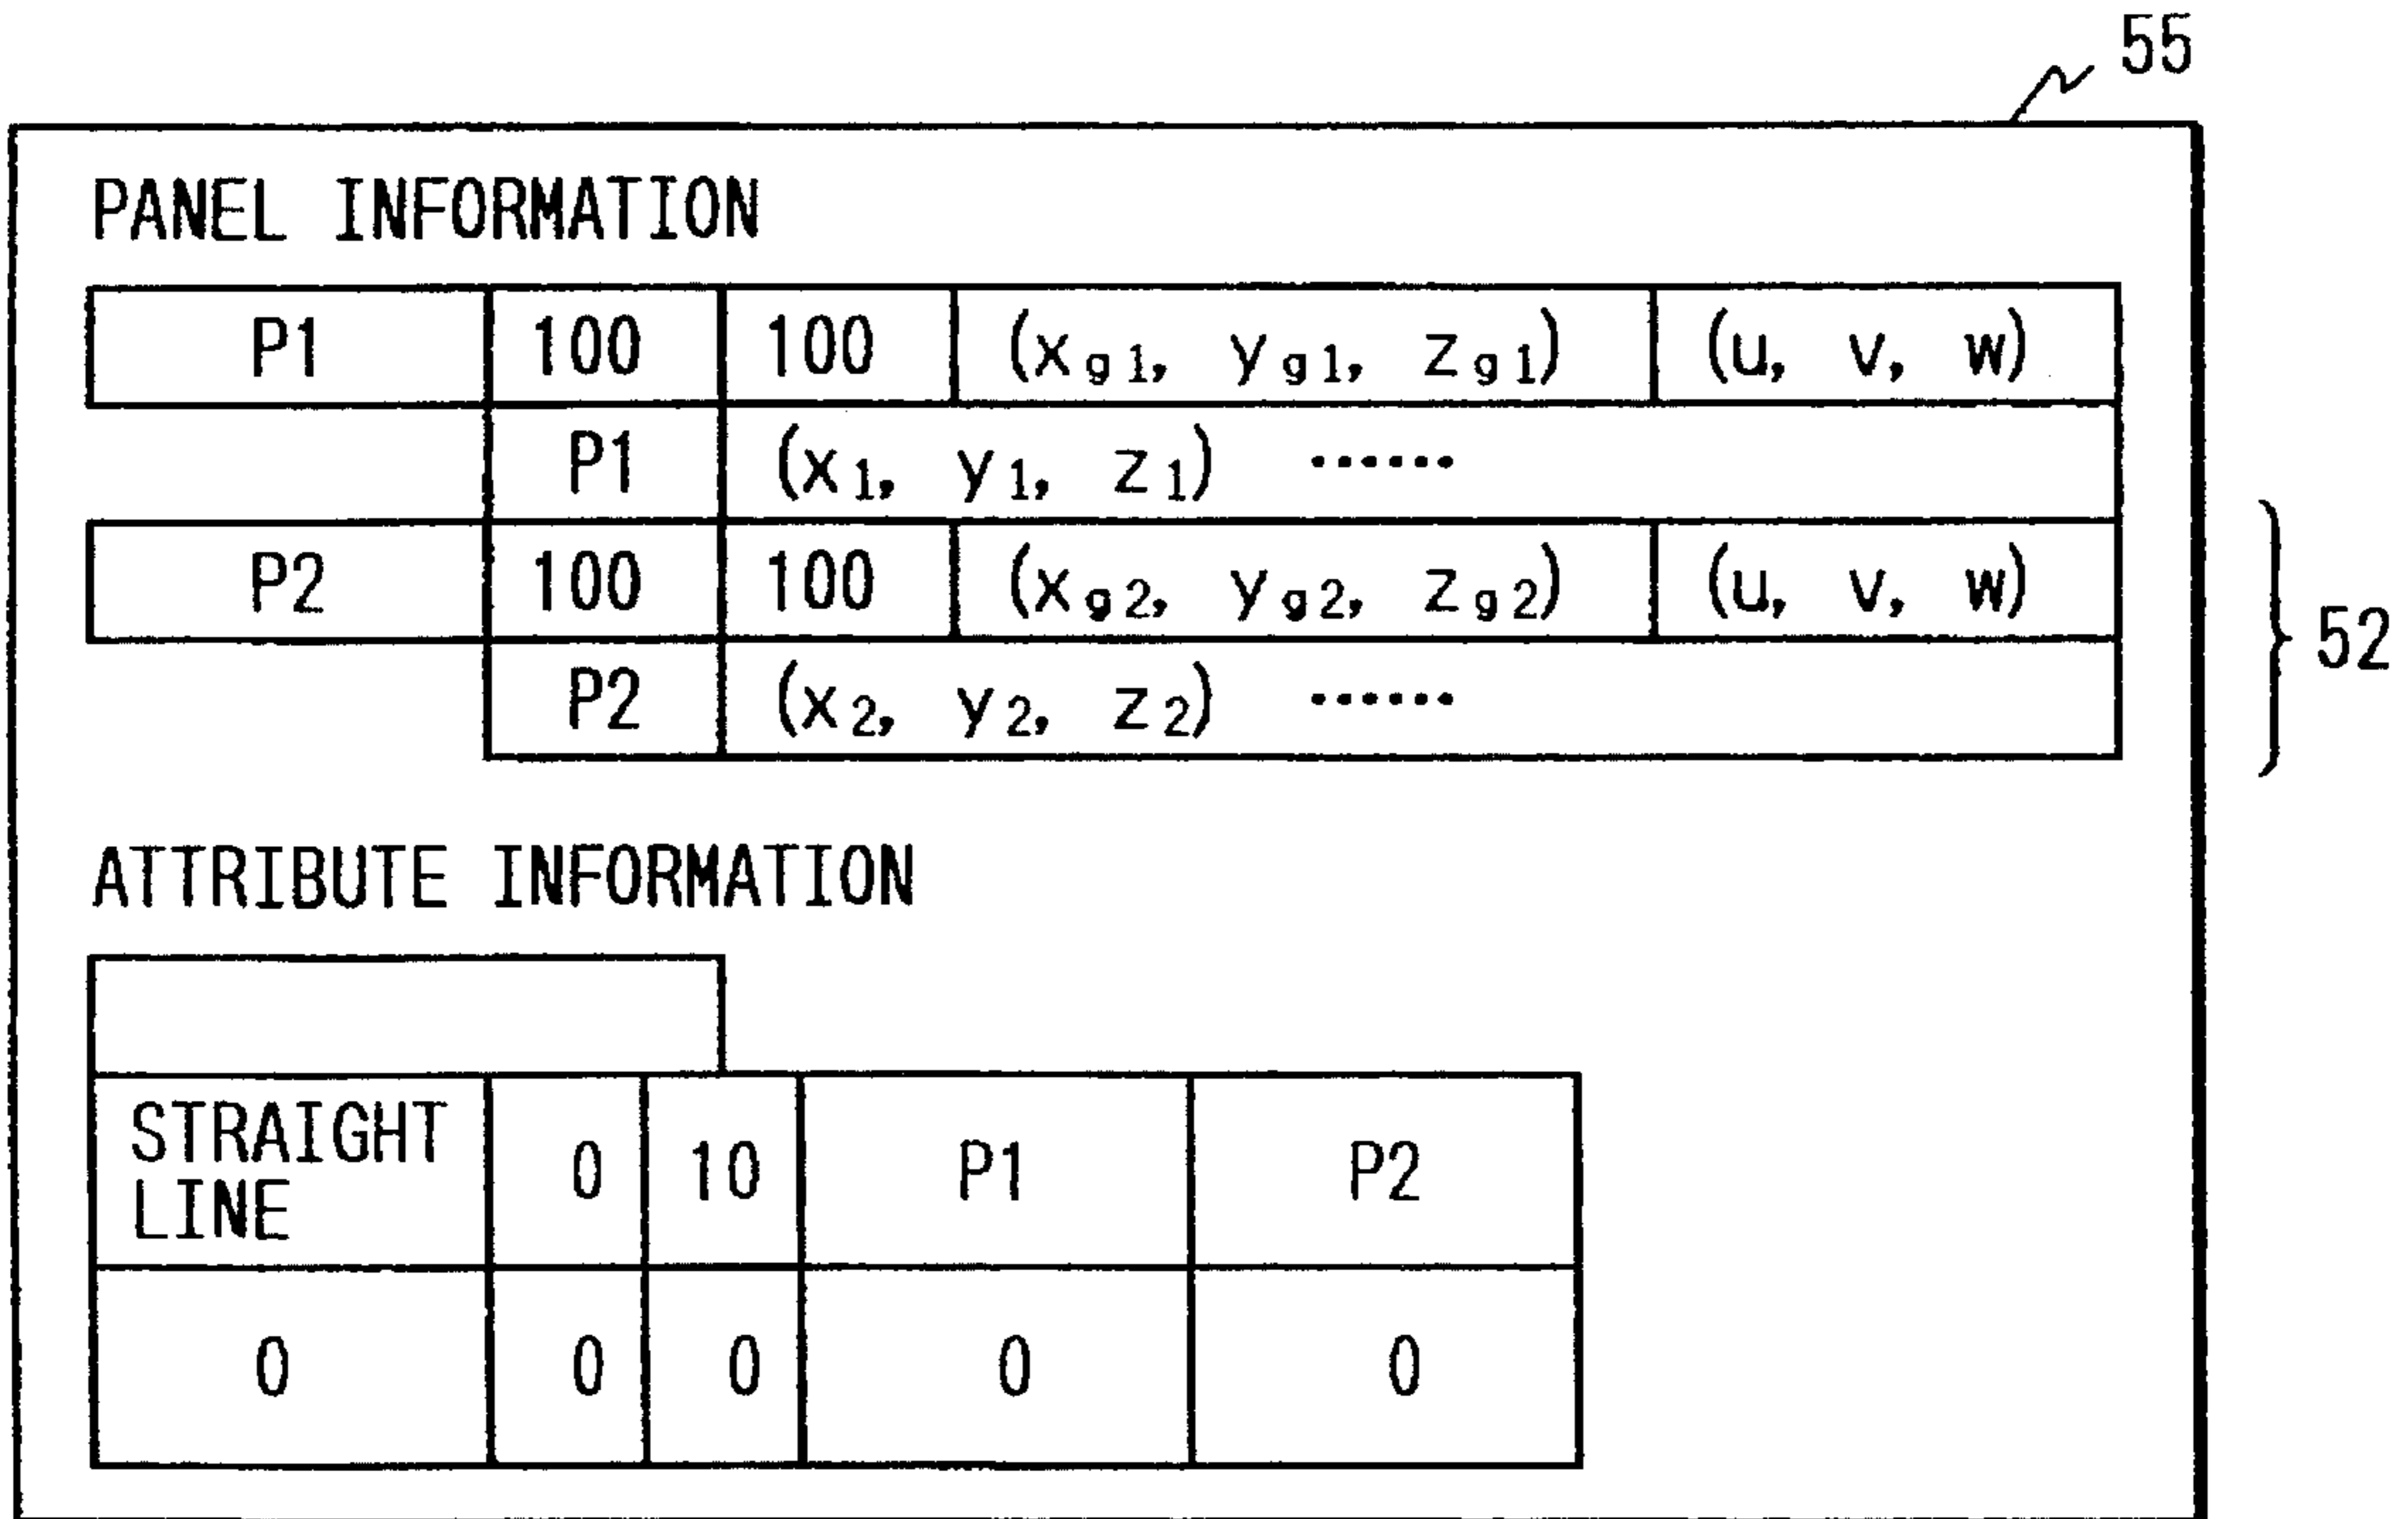 55
PANEL INFORMATION
P1 100 100 (xg1, yg1, zg1) (u, v, w)
P1 (x1, y1, z1) ······
P2 100 100 (xg2, yg2, zg2) (u, v, w)
52
P2 (x2, y2, z2) ······
ATTRIBUTE INFORMATION
STRAIGHT
LINE 0 10 P1 P2
0 0 0 0 0